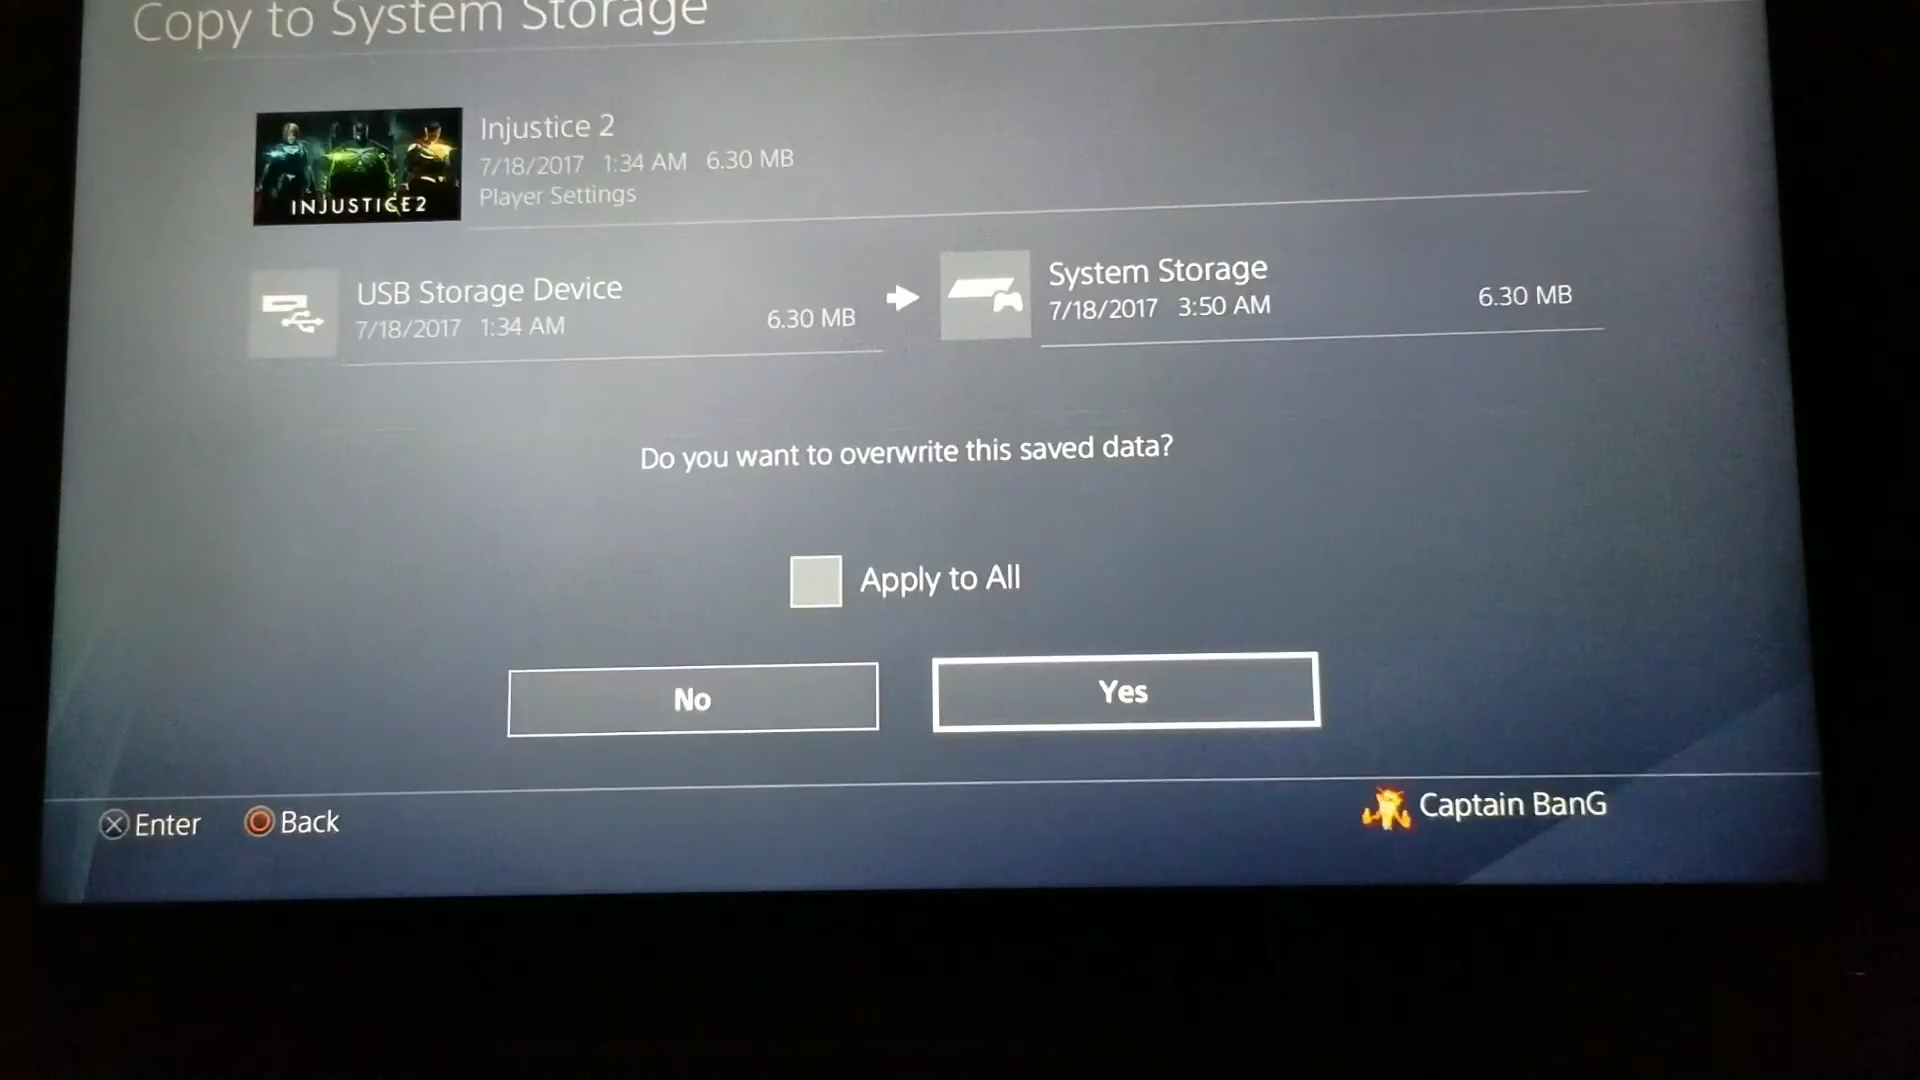 Copy to System Storage
INJUSTICE 2
Injustice 2
7/18/2017 1:34 AM 6.30 MB
Player Settings
USB Storage Device
7/18/2017 1:34 AM
6.30 MB
System Storage
7/18/2017 3:50 AM
6.30 MB
Do you want to overwrite this saved data?
Apply to All
No
Yes
Enter
Back
Captain BanG